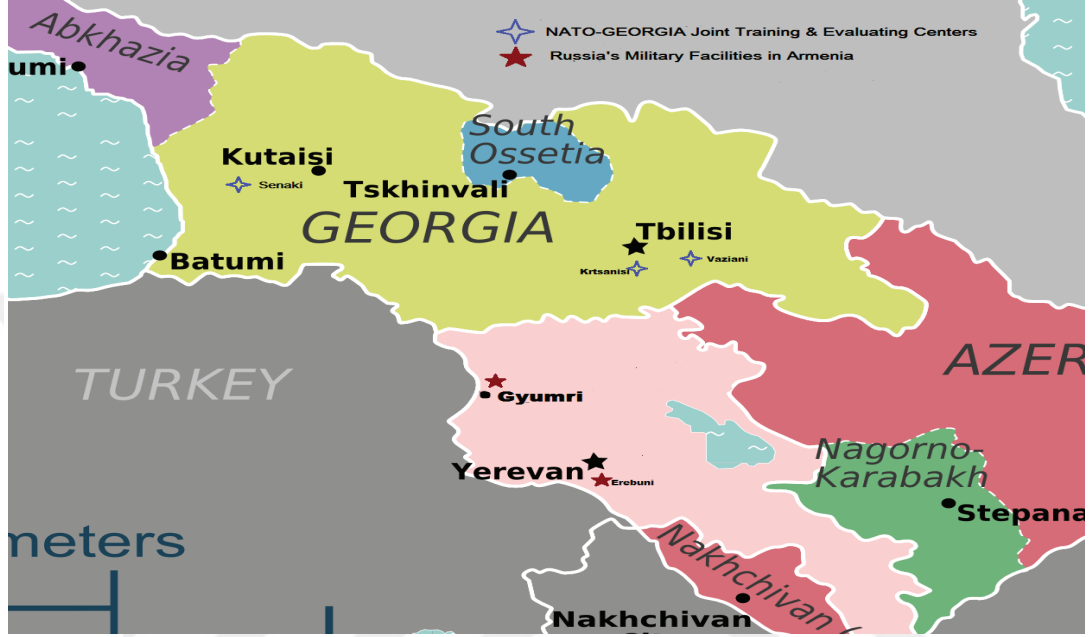 Abkhazia
NATO-GEORGIA Joint Training & Evaluating Centers
Russia's Military Facilities in Armenia
umi
South
Ossetia
Kutaisi
Senaki
Tskhinvali
GEORGIA
Tbilisi
Krtsanisi
Vaziani
Batumi
TURKEY
AZER
Gyumri
Nagorno-
Karabakh
Yerevan
Erebuni
Stepana
meters
Nakhchivan
Nakhchivan